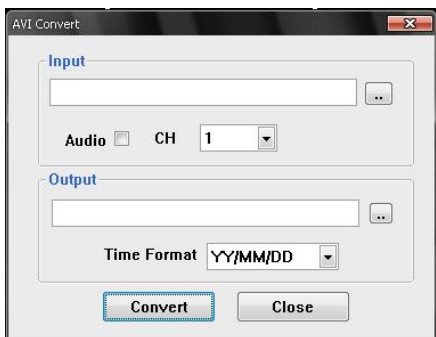 AVI Convert
Input
..
Audio CH 1
Output
..
Time Format YY/MM/DD
Convert Close